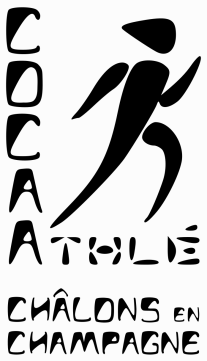 COCAA
ATHLÉ
CHÂLONS EN
CHAMPAGNE